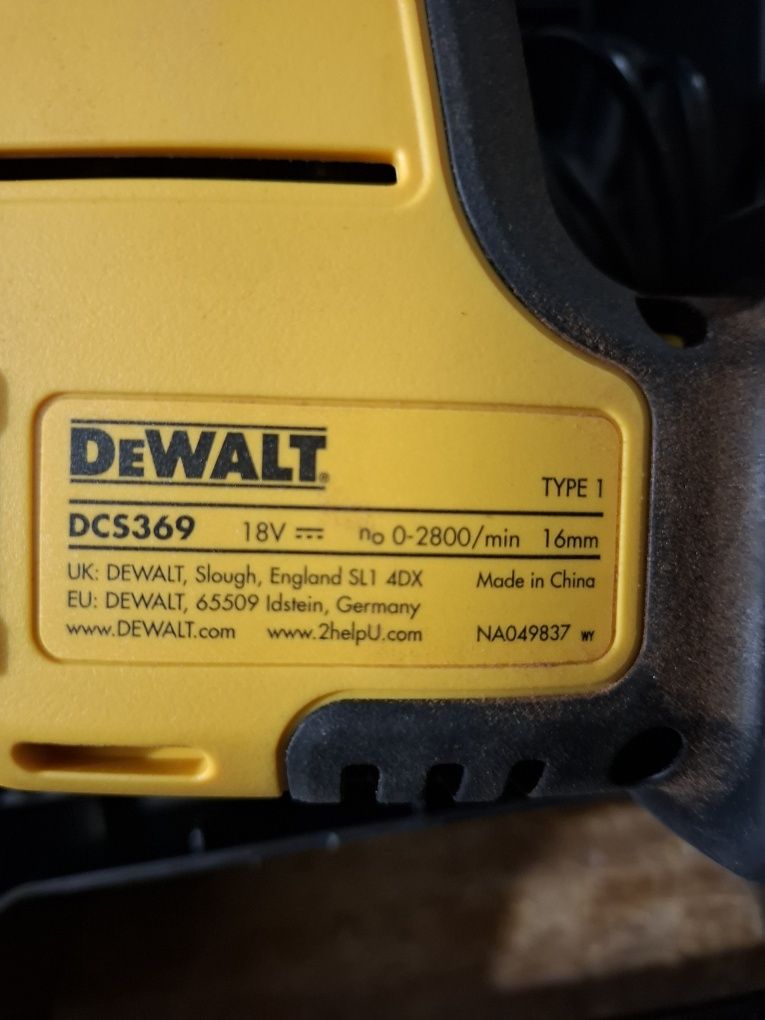 DEWALT®
TYPE 1
DCS369 18V ⎓ n₀ 0-2800/min 16mm
UK: DEWALT, Slough, England SL1 4DX Made in China
EU: DEWALT, 65509 Idstein, Germany
www.DEWALT.com www.2helpU.com NA049837 WY